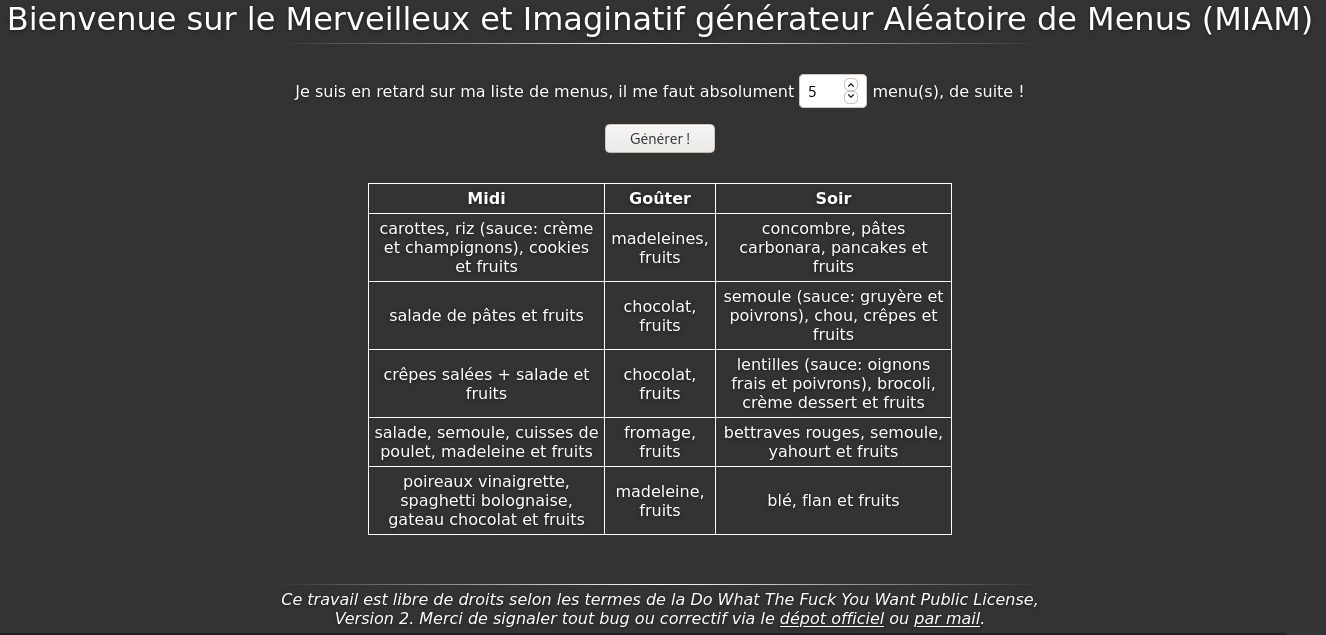 Bienvenue sur le Merveilleux et Imaginatif générateur Aléatoire de Menus (MIAM)
Je suis en retard sur ma liste de menus, il me faut absolument 5 menu(s), de suite !
Générer !
Midi Goûter Soir
carottes, riz (sauce: crème
et champignons), cookies
et fruits
madeleines,
fruits
concombre, pâtes
carbonara, pancakes et
fruits
salade de pâtes et fruits
chocolat,
fruits
semoule (sauce: gruyère et
poivrons), chou, crêpes et
fruits
crêpes salées + salade et
fruits
chocolat,
fruits
lentilles (sauce: oignons
frais et poivrons), brocoli,
crème dessert et fruits
salade, semoule, cuisses de
poulet, madeleine et fruits
fromage,
fruits
bettraves rouges, semoule,
yahourt et fruits
poireaux vinaigrette,
spaghetti bolognaise,
gateau chocolat et fruits
madeleine,
fruits
blé, flan et fruits
Ce travail est libre de droits selon les termes de la Do What The Fuck You Want Public License,
Version 2. Merci de signaler tout bug ou correctif via le dépot officiel ou par mail.